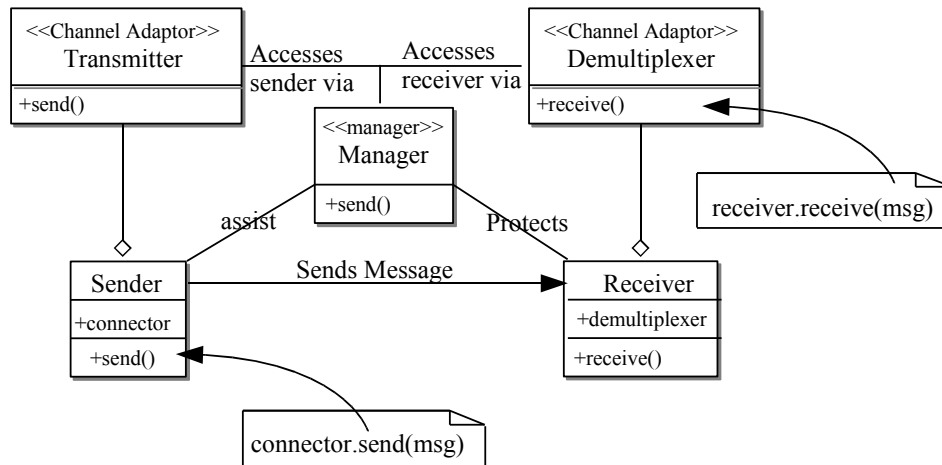 <<Channel Adaptor>>
Transmitter
+send()
Accesses
sender via
Accesses
receiver via
<<Channel Adaptor>>
Demultiplexer
+receive()
<<manager>>
Manager
+send()
receiver.receive(msg)
assist
Protects
Sender
+connector
+send()
Sends Message
Receiver
+demultiplexer
+receive()
connector.send(msg)